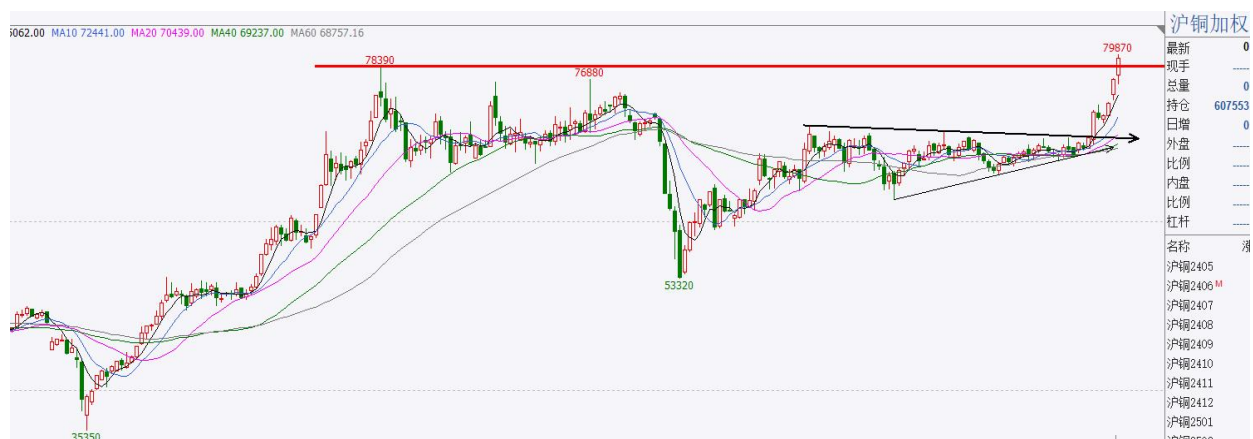 5062.00 MA10 72441.00 MA20 70439.00 MA40 69237.00 MA60 68757.16
78390
76880
79870
53320
35350
沪铜加权
最新 0
现手 -----
总量 0
持仓 607553
日增 0
外盘 -----
比例 -----
内盘 -----
比例 -----
杠杆 -----
名称 涨
沪铜2405
沪铜2406 M
沪铜2407
沪铜2408
沪铜2409
沪铜2410
沪铜2411
沪铜2412
沪铜2501